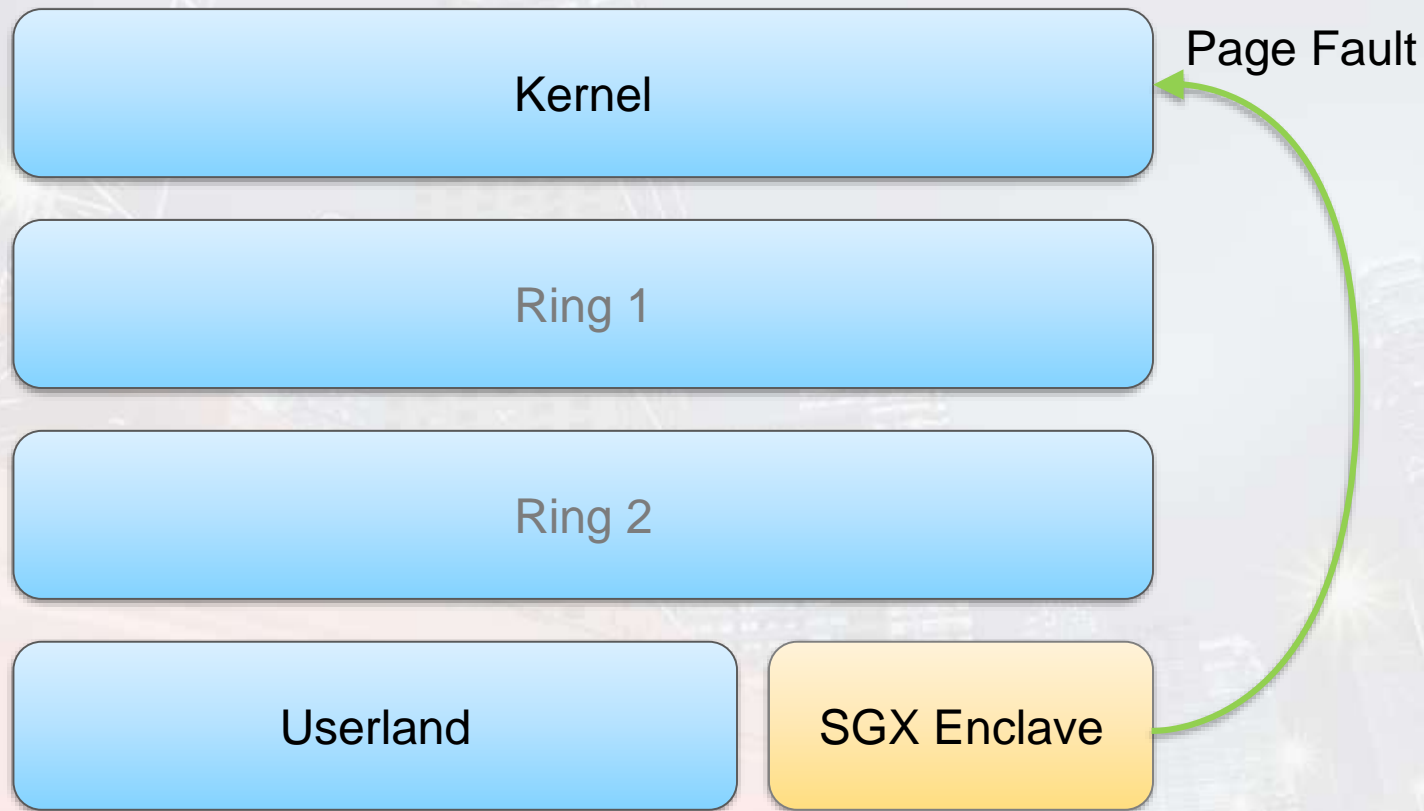 Page Fault
Kernel
Ring 1
Ring 2
Userland
SGX Enclave